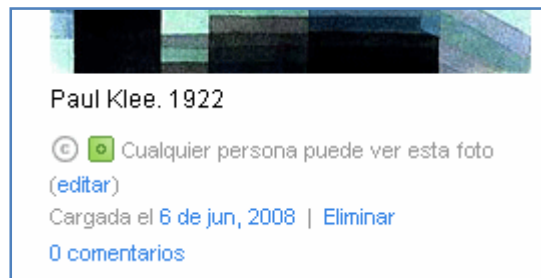 Paul Klee. 1922
© Cualquier persona puede ver esta foto
(editar)
Cargada el 6 de jun, 2008 | Eliminar
0 comentarios